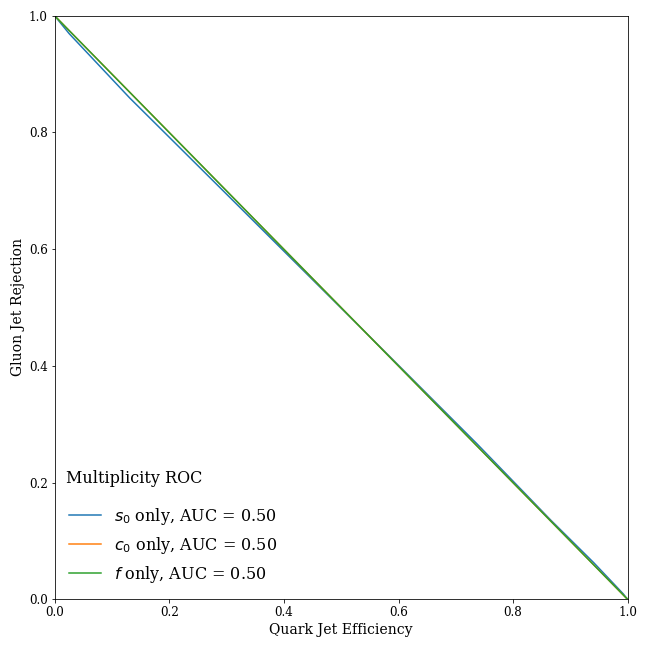 1.0
0.8
0.6
0.4
0.2
0.0
Gluon Jet Rejection
Multiplicity ROC
s₀ only, AUC = 0.50
c₀ only, AUC = 0.50
f only, AUC = 0.50
0.0 0.2 0.4 0.6 0.8 1.0
Quark Jet Efficiency